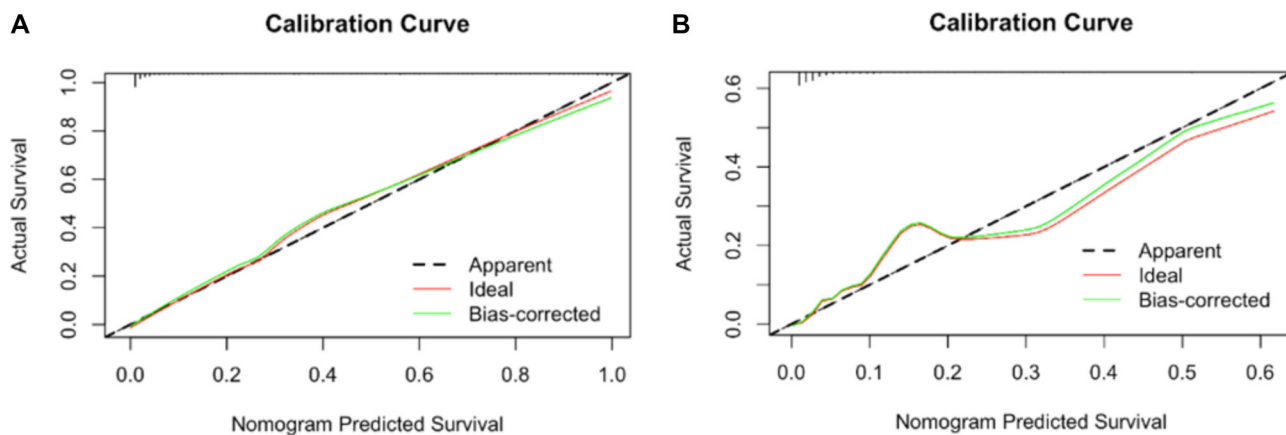 A
Calibration Curve
Actual Survival
1.0
0.8
0.6
0.4
0.2
0.0
Apparent
Ideal
Bias-corrected
0.0 0.2 0.4 0.6 0.8 1.0
Nomogram Predicted Survival
B
Calibration Curve
Actual Survival
0.6
0.4
0.2
0.0
Apparent
Ideal
Bias-corrected
0.0 0.1 0.2 0.3 0.4 0.5 0.6
Nomogram Predicted Survival